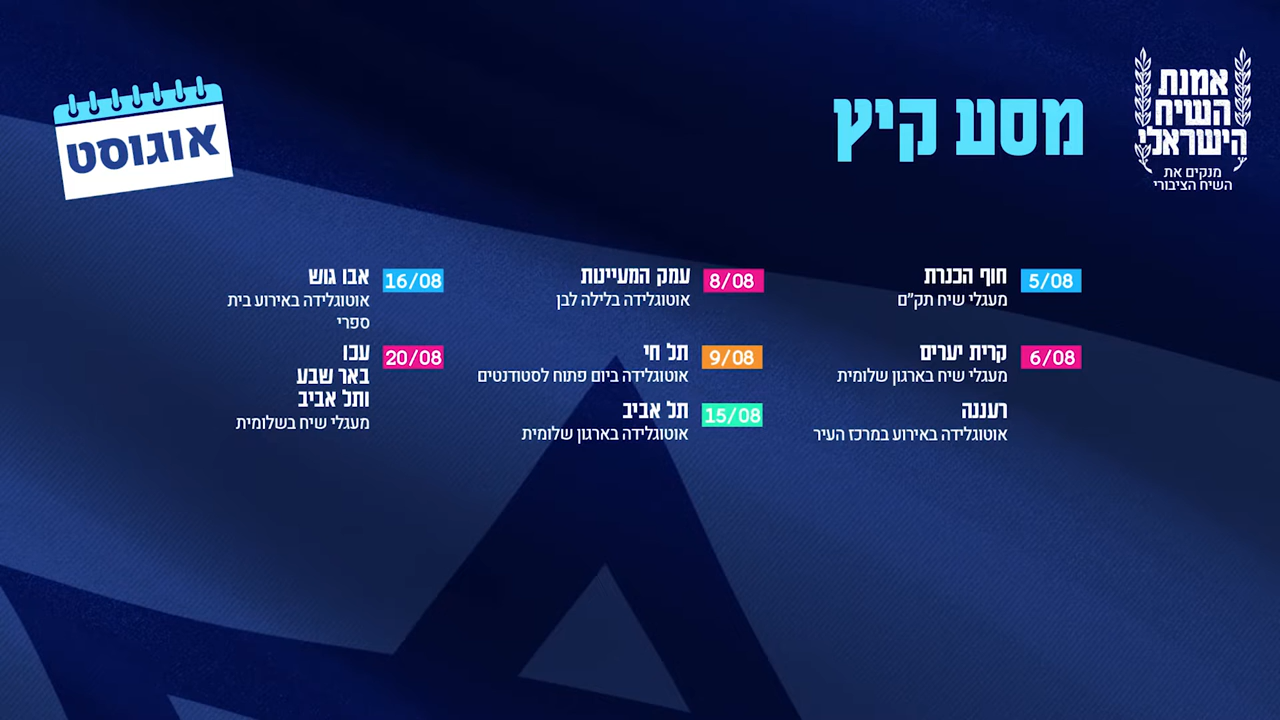 אמנת
השיח
הישראלי
מנקים את
השיח הציבורי
מסע קיץ
אוגוסט
5/08
חוף הכנרת
מעגלי שיח תק״ם
6/08
קרית יערים
מעגלי שיח בארגון שלומית
רעננה
אוטוגלידה באירוע במרכז העיר
8/08
עמק המעיינות
אוטוגלידה בלילה לבן
9/08
תל חי
אוטוגלידה ביום פתוח לסטודנטים
15/08
תל אביב
אוטוגלידה בארגון שלומית
16/08
אבו גוש
אוטוגלידה באירוע בית
ספרי
20/08
עכו
באר שבע
ותל אביב
מעגלי שיח בשלומית